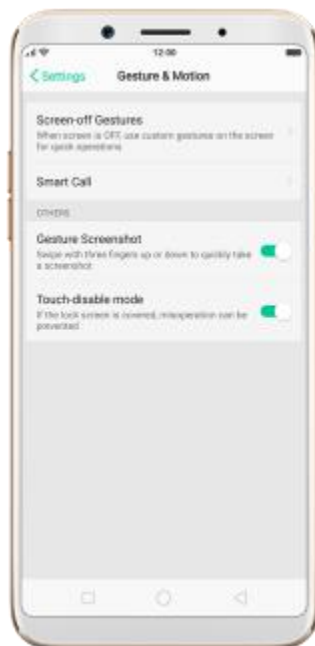 12:00
Settings
Gesture & Motion
Screen-off Gestures
When screen is OFF, use custom gestures on the screen
for quick operations
Smart Call
OTHERS
Gesture Screenshot
Swipe with three fingers up or down to quickly take
a screenshot
Touch-disable mode
If the lock screen is covered, misoperation can be
prevented